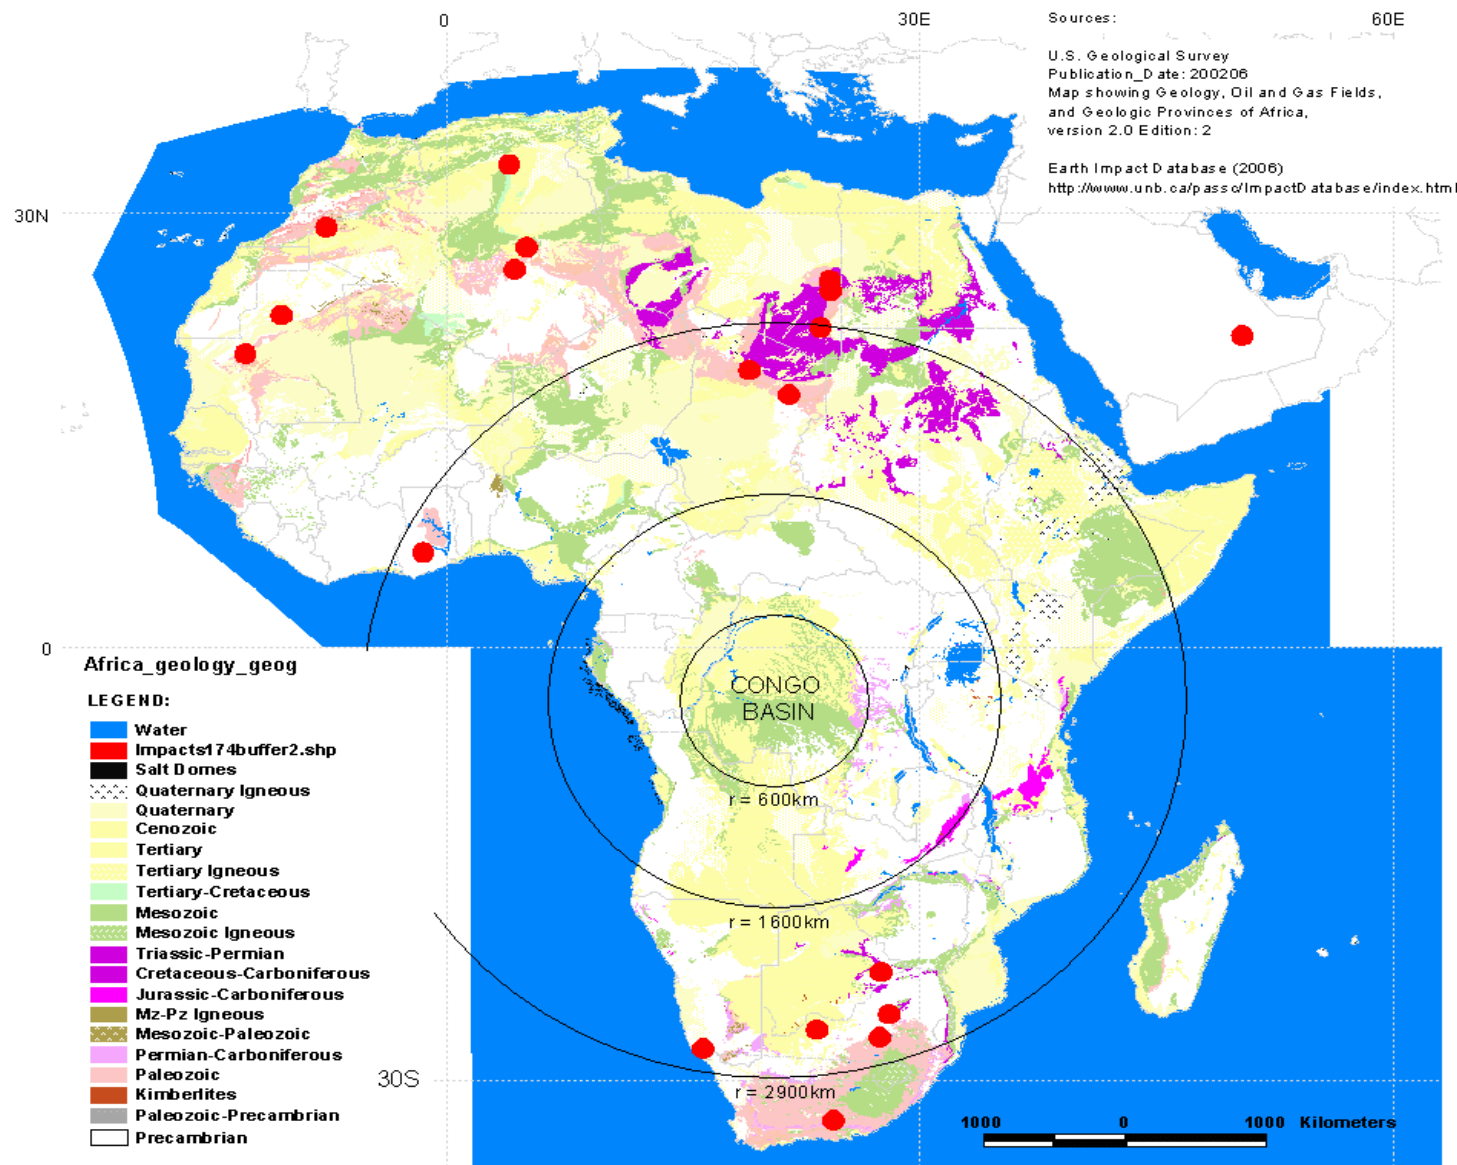 0
30E
60E
Sources:
U.S. Geological Survey
Publication_Date: 200206
Map showing Geology, Oil and Gas Fields,
and Geologic Provinces of Africa,
version 2.0 Edition: 2
Earth Impact Database (2006)
http://www.unb.ca/passc/ImpactDatabase/index.html
30N
0
Africa_geology_geog
LEGEND:
Water
Impacts174buffer2.shp
Salt Domes
Quaternary Igneous
Quaternary
Cenozoic
Tertiary
Tertiary Igneous
Tertiary-Cretaceous
Mesozoic
Mesozoic Igneous
Triassic-Permian
Cretaceous-Carboniferous
Jurassic-Carboniferous
Mz-Pz Igneous
Mesozoic-Paleozoic
Permian-Carboniferous
Paleozoic
Kimberlites
Paleozoic-Precambrian
Precambrian
CONGO
BASIN
r = 600km
r = 1600km
r = 2900km
30S
1000 0 1000 Kilometers